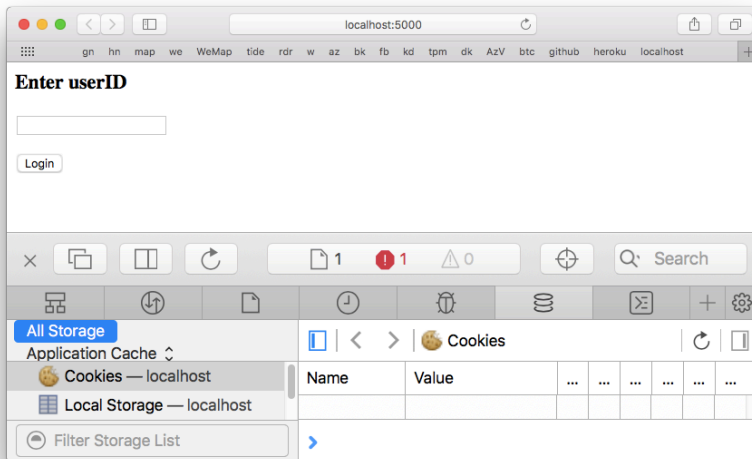 localhost:5000
gn hn map we WeMap tide rdr w az bk fb kd tpm dk AzV btc github heroku localhost
Enter userID
Login
1 1 0 Search
All Storage
Application Cache
Cookies — localhost
Local Storage — localhost
Filter Storage List
Cookies
Name Value ... ... ... ... ... ...